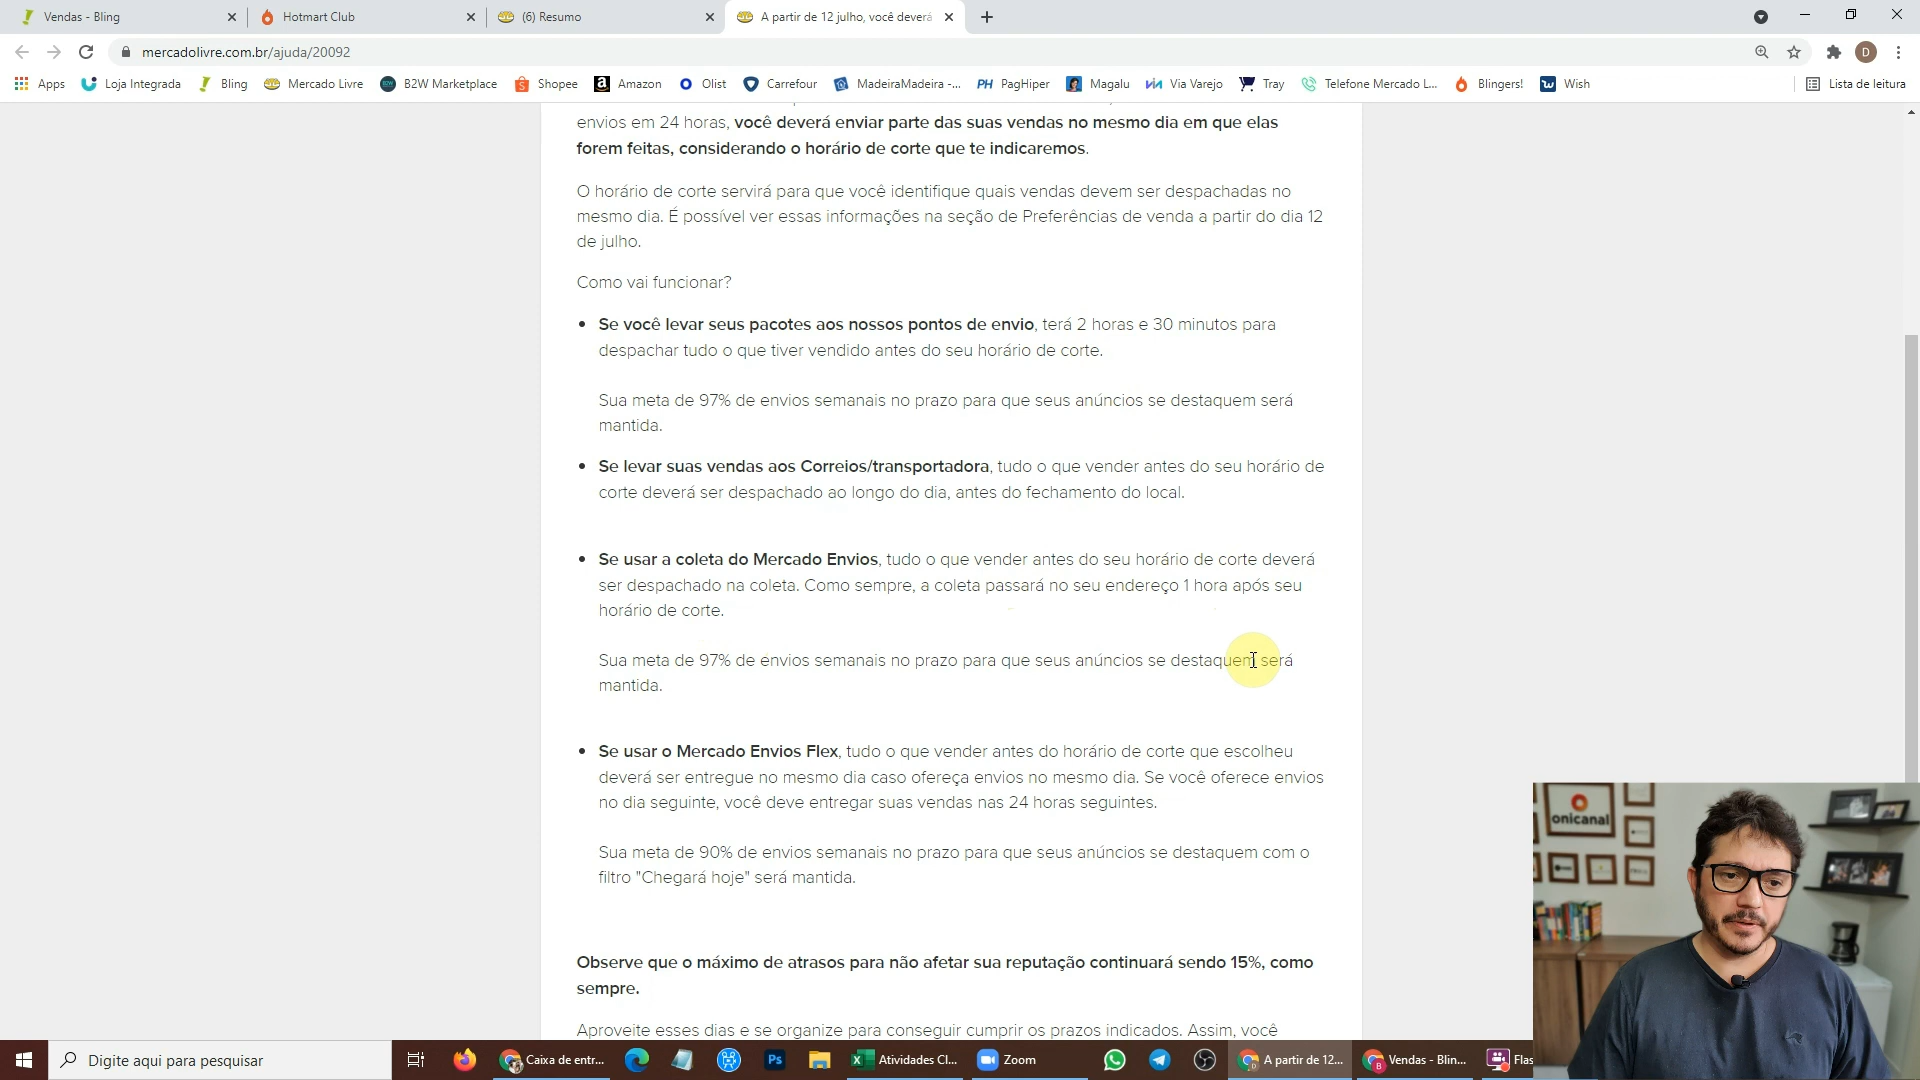 Vendas - Bling
Hotmart Club
(6) Resumo
A partir de 12 julho, você deverá
mercadolivre.com.br/ajuda/20092
D
Apps
Loja Integrada
Bling
Mercado Livre
B2W Marketplace
Shopee
Amazon
Olist
Carrefour
MadeiraMadeira -...
PagHiper
Magalu
Via Varejo
Tray
Telefone Mercado L...
Blingers!
Wish
Lista de leitura
envios em 24 horas, você deverá enviar parte das suas vendas no mesmo dia em que elas
forem feitas, considerando o horário de corte que te indicaremos.
O horário de corte servirá para que você identifique quais vendas devem ser despachadas no
mesmo dia. É possível ver essas informações na seção de Preferências de venda a partir do dia 12
de julho.
Como vai funcionar?
• Se você levar seus pacotes aos nossos pontos de envio, terá 2 horas e 30 minutos para
despachar tudo o que tiver vendido antes do seu horário de corte.
Sua meta de 97% de envios semanais no prazo para que seus anúncios se destaquem será
mantida.
• Se levar suas vendas aos Correios/transportadora, tudo o que vender antes do seu horário de
corte deverá ser despachado ao longo do dia, antes do fechamento do local.
• Se usar a coleta do Mercado Envios, tudo o que vender antes do seu horário de corte deverá
ser despachado na coleta. Como sempre, a coleta passará no seu endereço 1 hora após seu
horário de corte.
Sua meta de 97% de envios semanais no prazo para que seus anúncios se destaquem será
mantida.
• Se usar o Mercado Envios Flex, tudo o que vender antes do horário de corte que escolheu
deverá ser entregue no mesmo dia caso ofereça envios no mesmo dia. Se você oferece envios
no dia seguinte, você deve entregar suas vendas nas 24 horas seguintes.
Sua meta de 90% de envios semanais no prazo para que seus anúncios se destaquem com o
filtro "Chegará hoje" será mantida.
Observe que o máximo de atrasos para não afetar sua reputação continuará sendo 15%, como
sempre.
Aproveite esses dias e se organize para conseguir cumprir os prazos indicados. Assim, você
onicanal
Digite aqui para pesquisar
Caixa de entr...
Ps
Atividades Cl...
Zoom
A partir de 12...
Vendas - Blin...
Flas